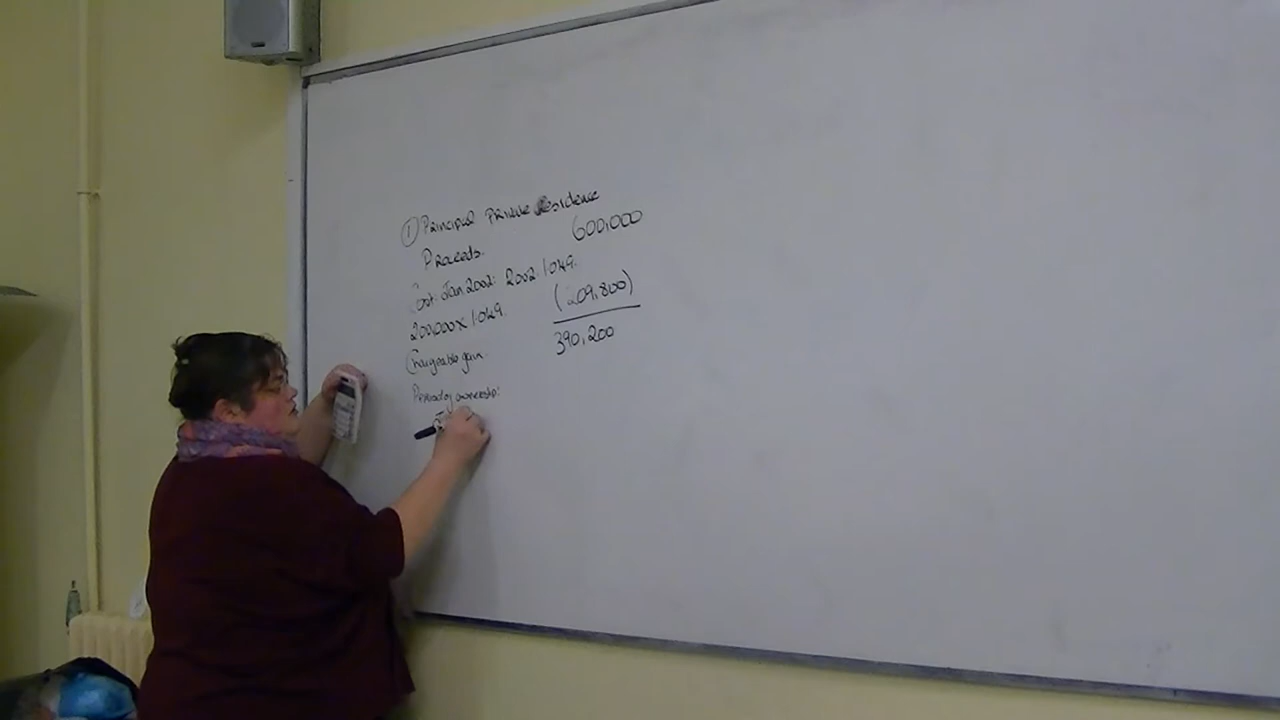 ① Principal Private Residence
Proceeds. 600,000
Cost: Jan 2002: 2002: 1.049.
200,000 x 1.049. (209,800)
Chargeable gain. 390,200
Period of ownership: